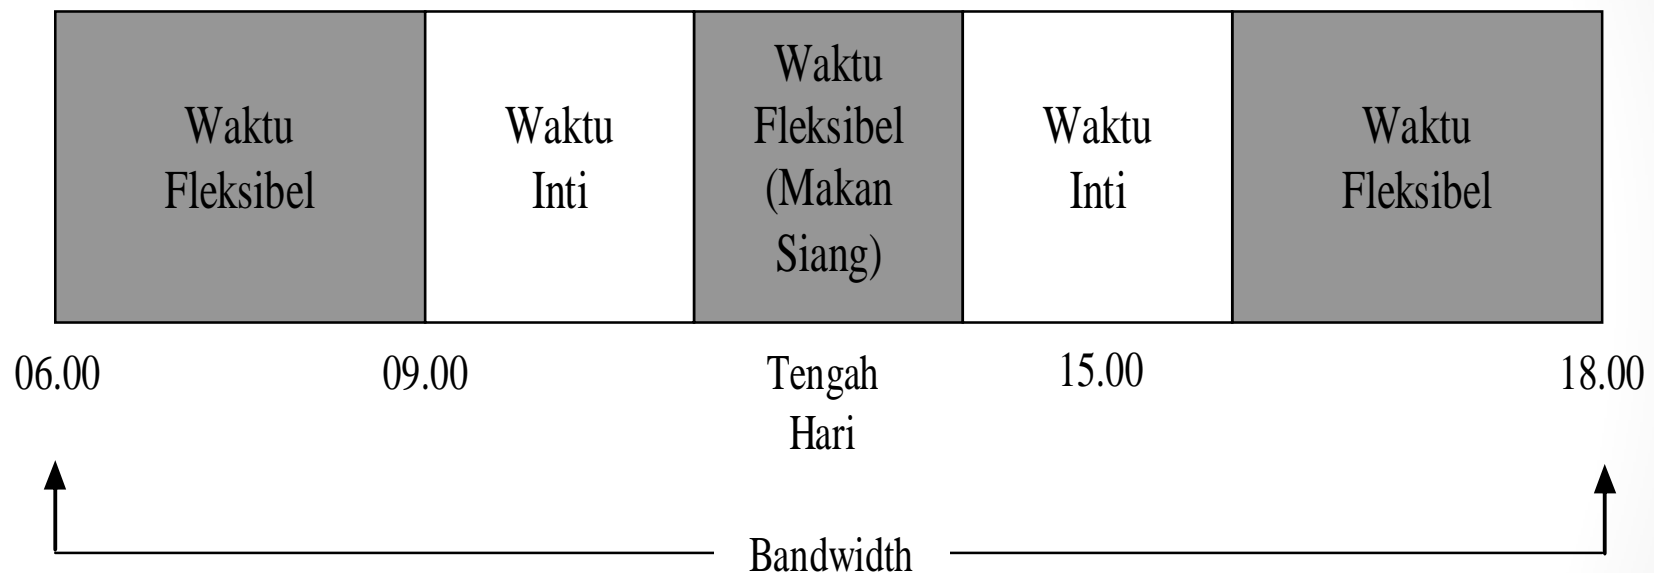 Waktu
Fleksibel
Waktu
Inti
Waktu
Fleksibel
(Makan
Siang)
Waktu
Inti
Waktu
Fleksibel
06.00
09.00
Tengah
Hari
15.00
18.00
Bandwidth